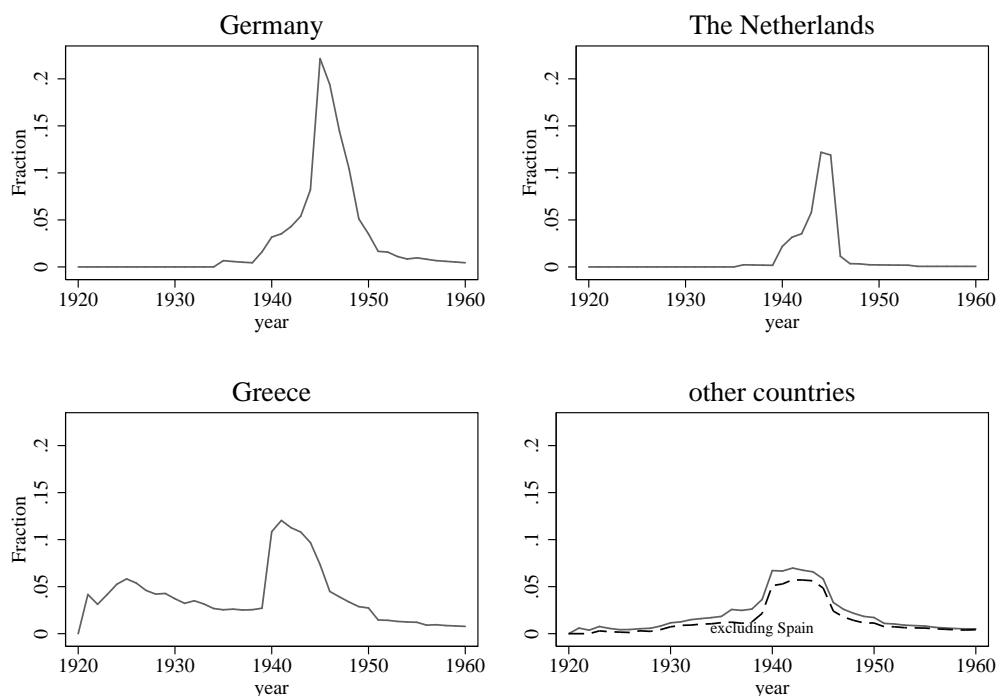 Germany
The Netherlands
Fraction
0 .05 .1 .15 .2
1920 1930 1940 1950 1960
year
Fraction
0 .05 .1 .15 .2
1920 1930 1940 1950 1960
year
Greece
other countries
Fraction
0 .05 .1 .15 .2
1920 1930 1940 1950 1960
year
0 .05 .1 .15 .2
excluding Spain
1920 1930 1940 1950 1960
year